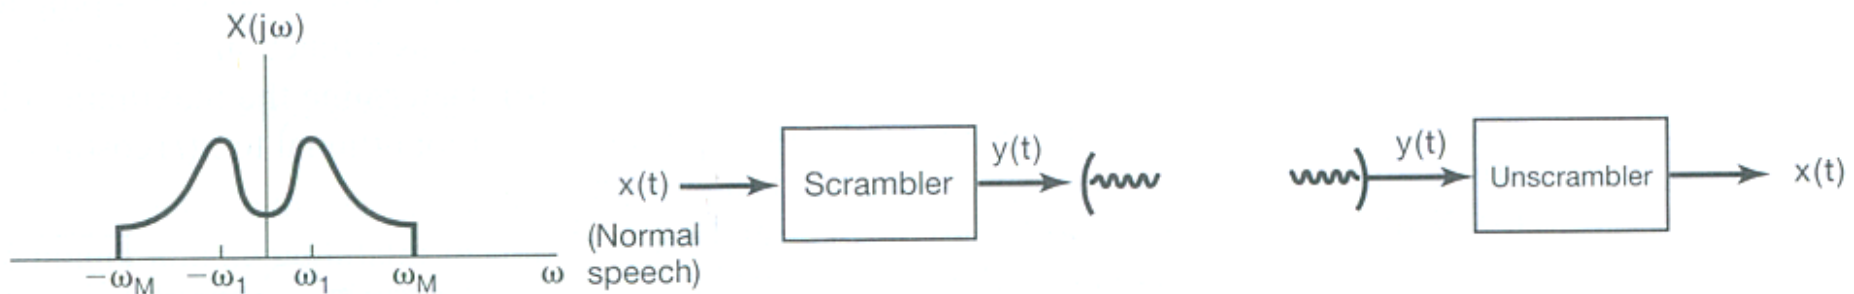 X(jω)
−ωM
−ω1
ω1
ωM
ω
x(t)
(Normal
speech)
Scrambler
y(t)
y(t)
Unscrambler
x(t)